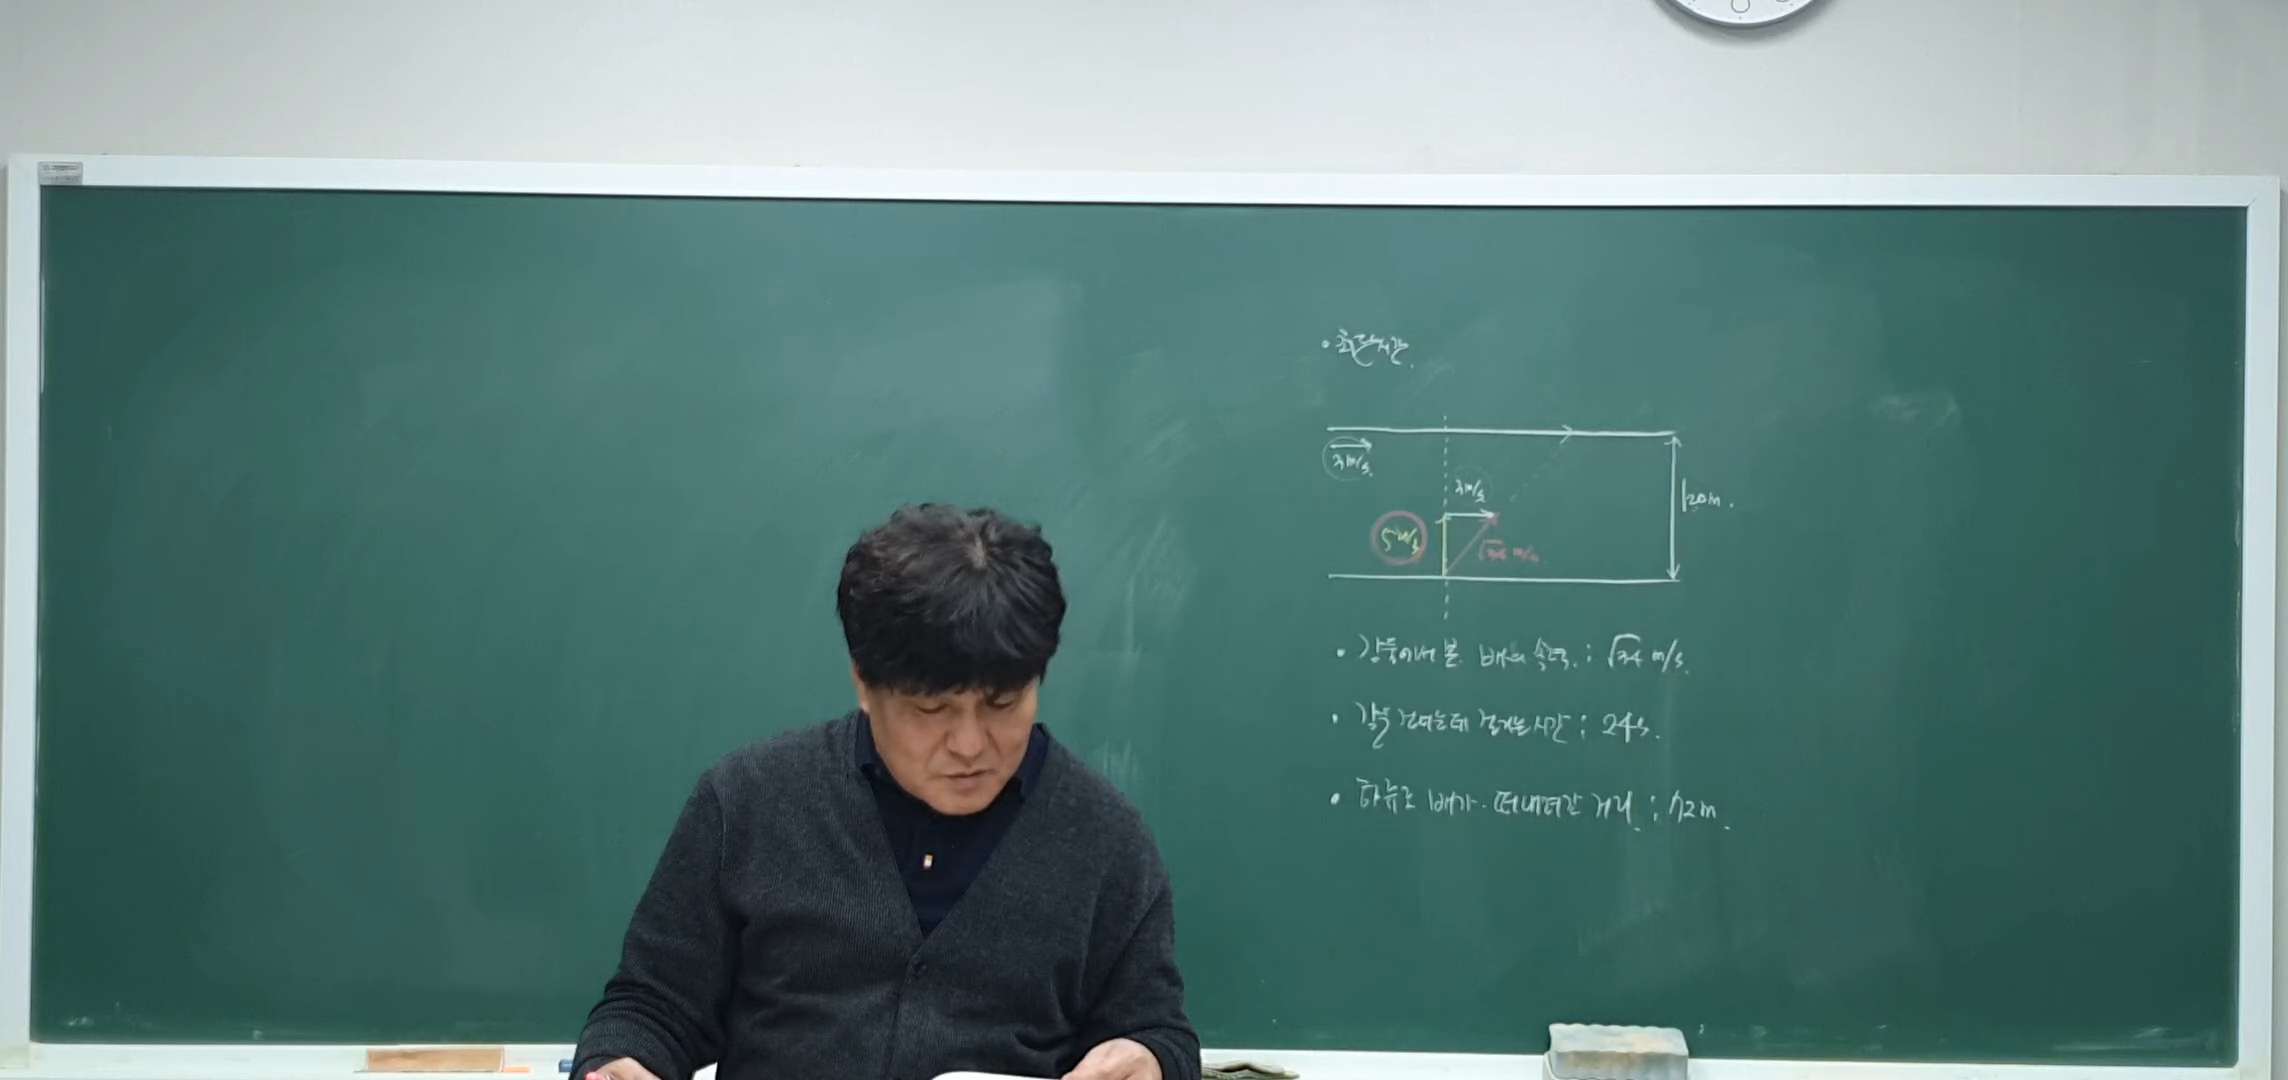 • 최단시간.
3m/s.
3m/s
120m.
5m/s
√34 m/s.
• 강둑에서 본 배의 속력 : √34 m/s.
• 강을 건너는데 걸리는 시간 : 24s.
• 하류로 배가 떠내려간 거리 : 72m.